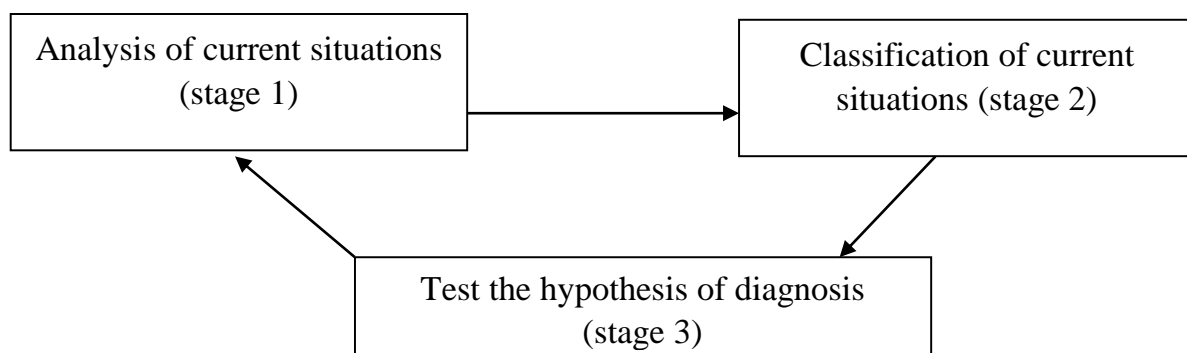 Analysis of current situations
(stage 1)
Classification of current
situations (stage 2)
Test the hypothesis of diagnosis
(stage 3)